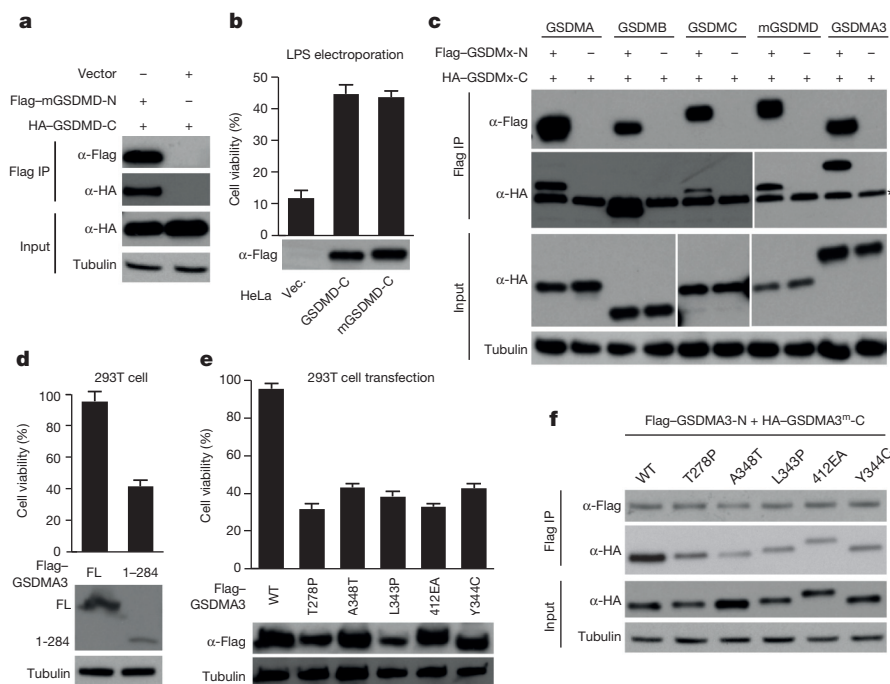 a
Vector – +
Flag–mGSDMD-N + –
HA–GSDMD-C + +
Flag IP
α-Flag
α-HA
Input
α-HA
Tubulin
b
LPS electroporation
Cell viability (%)
50
40
30
20
10
0
α-Flag
HeLa
Vec.
GSDMD-C
mGSDMD-C
c
GSDMA GSDMB GSDMC mGSDMD GSDMA3
Flag–GSDMx-N + – + – + – + – + –
HA–GSDMx-C + + + + + + + + + +
Flag IP
α-Flag
α-HA
*
Input
α-HA
Tubulin
d
293T cell
Cell viability (%)
100
80
60
40
20
0
Flag–
GSDMA3
FL 1–284
FL
1-284
Tubulin
e
293T cell transfection
Cell viability (%)
100
80
60
40
20
0
Flag–
GSDMA3
WT
T278P
A348T
L343P
412EA
Y344C
α-Flag
Tubulin
f
Flag–GSDMA3-N + HA–GSDMA3ᵐ-C
WT
T278P
A348T
L343P
412EA
Y344C
Flag IP
α-Flag
α-HA
Input
α-HA
Tubulin